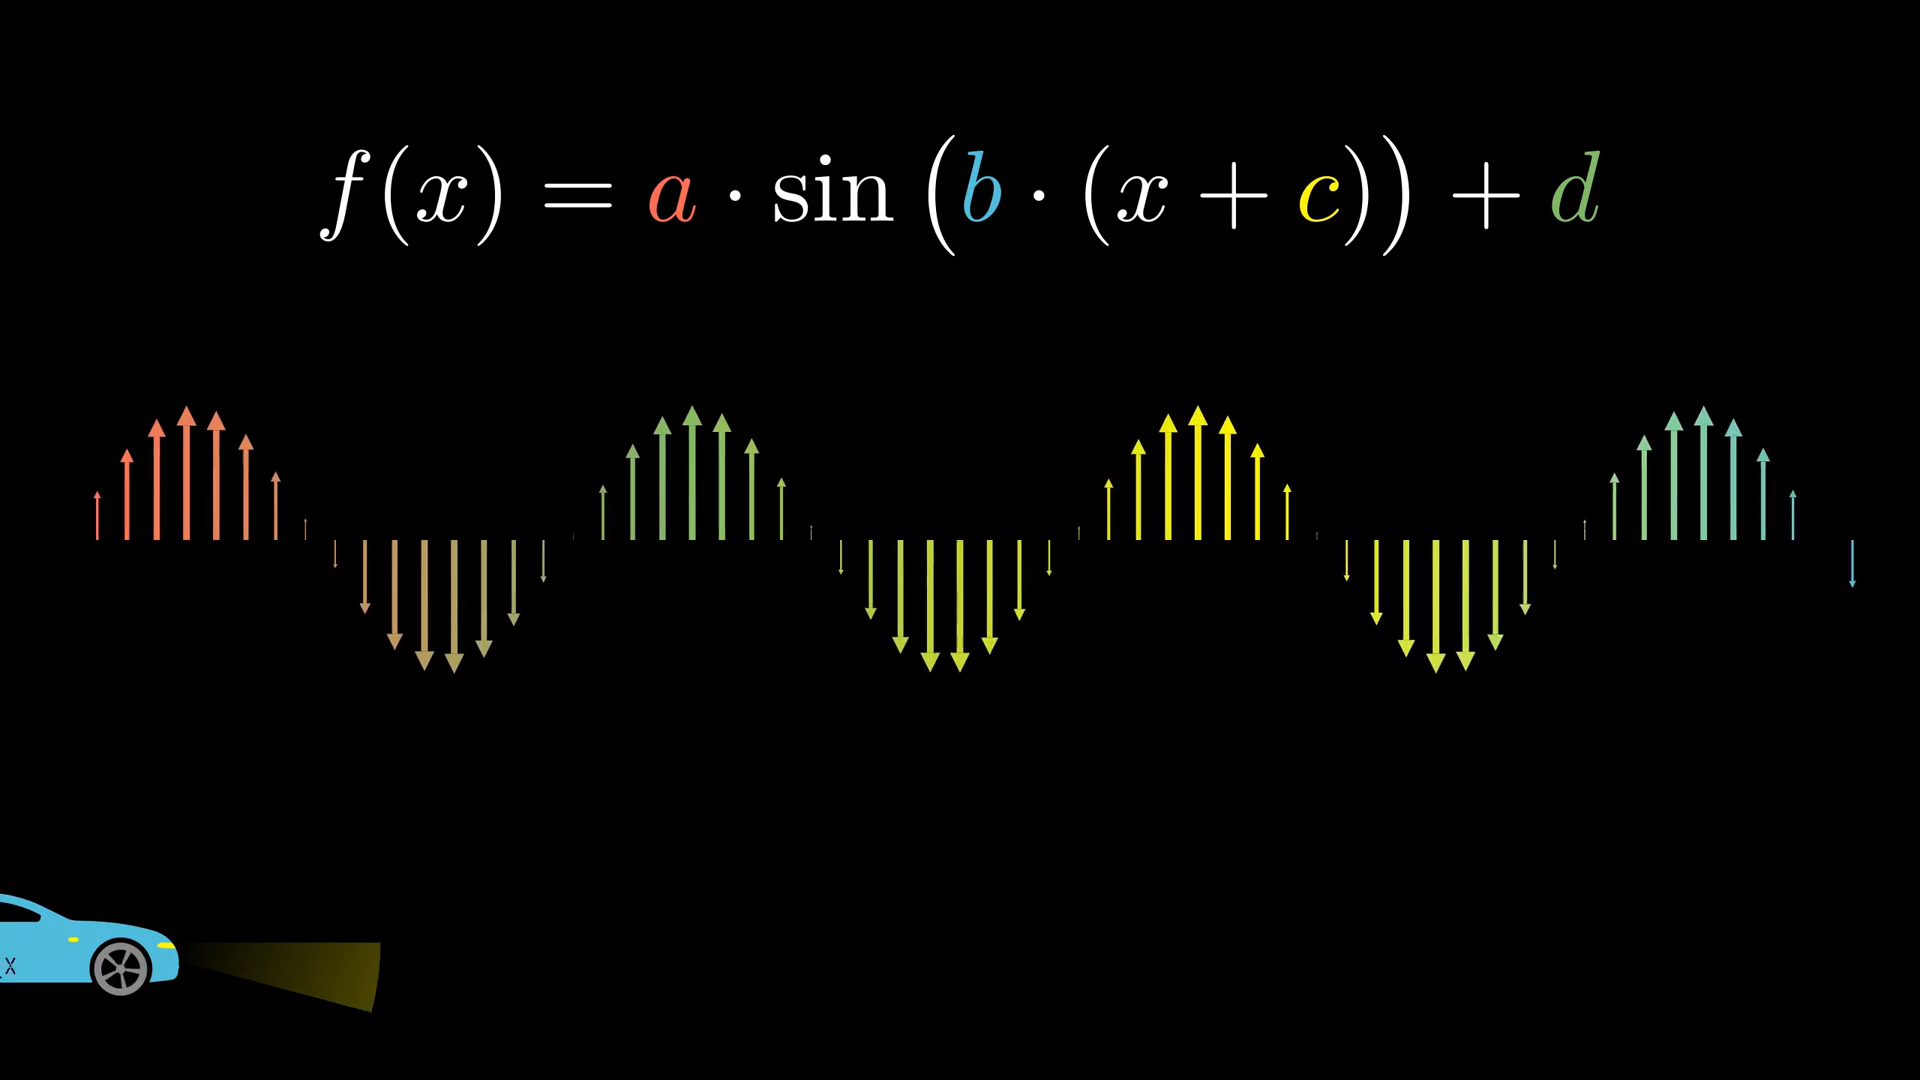 f(x) = a · sin (b · (x + c)) + d
X